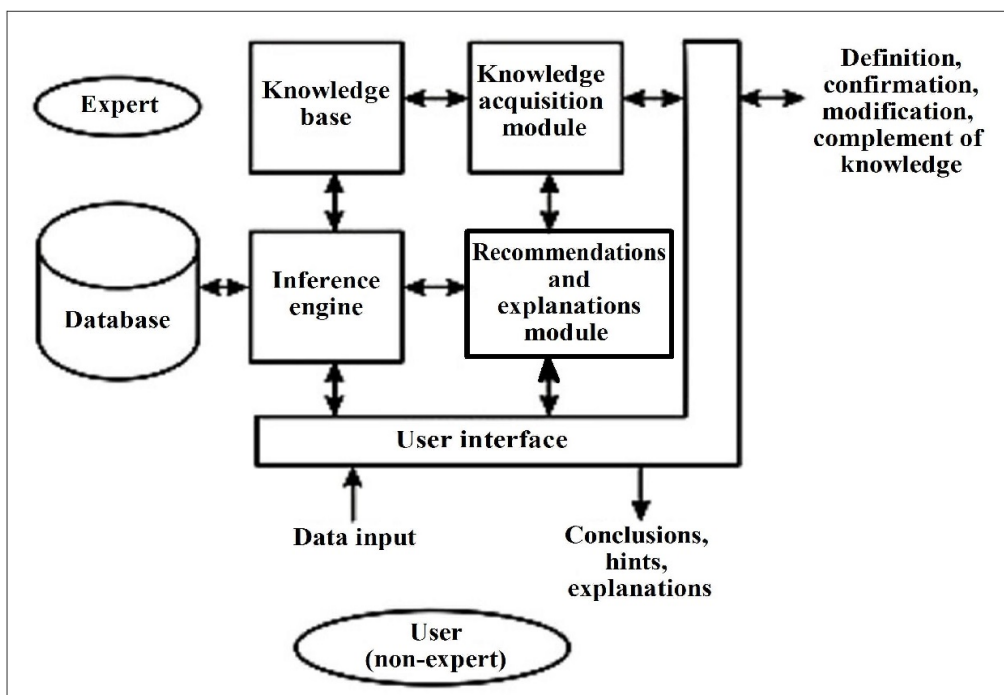 Expert
Knowledge
base
Knowledge
acquisition
module
Definition,
confirmation,
modification,
complement of
knowledge
Database
Inference
engine
Recommendations
and
explanations
module
User interface
Data input
Conclusions,
hints,
explanations
User
(non-expert)